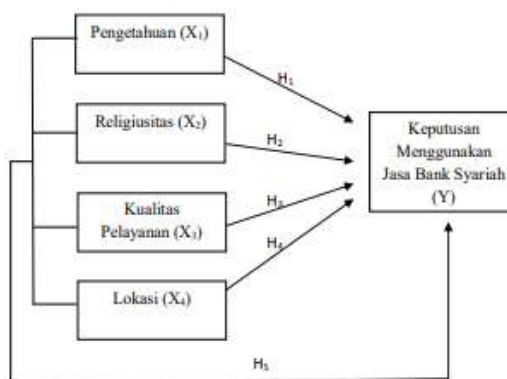 Pengetahuan (X₁)
H₁
Religiusitas (X₂)
H₂
Keputusan
Menggunakan
Jasa Bank Syariah
(Y)
Kualitas
Pelayanan (X₃)
H₃
H₄
Lokasi (X₄)
H₅